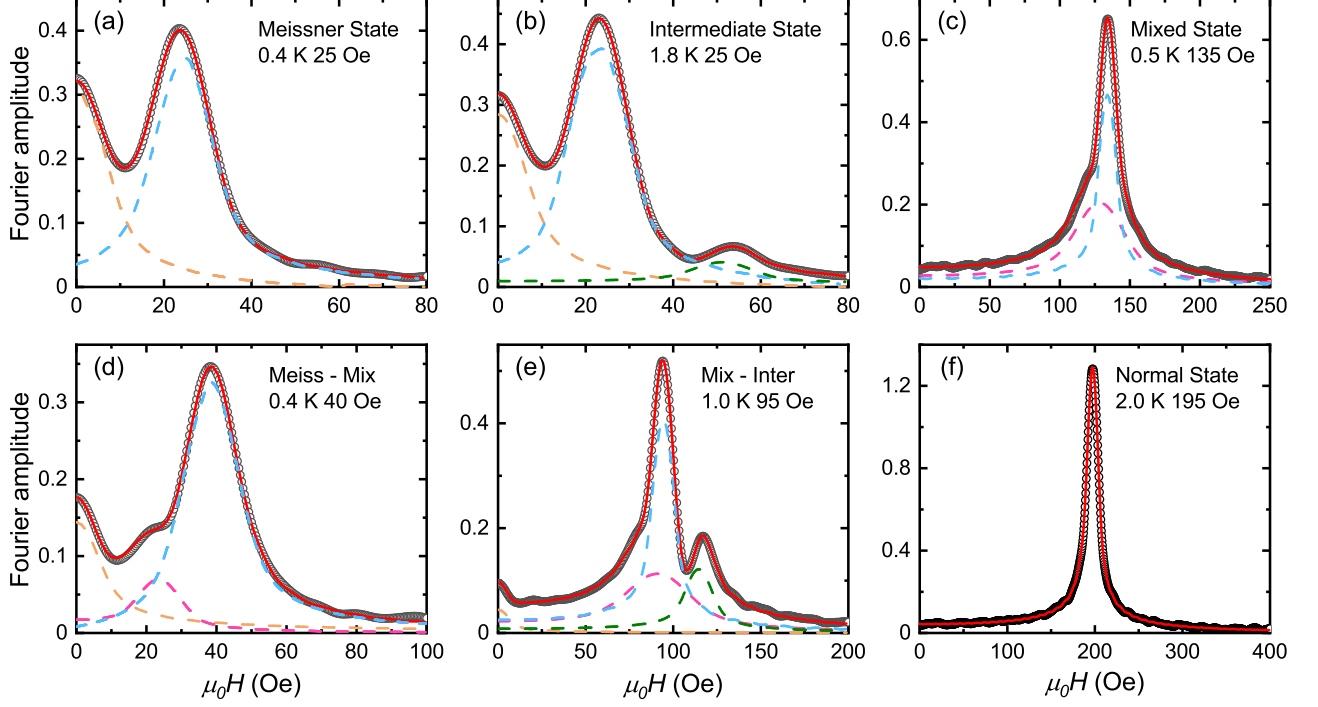 (a) Meissner State
0.4 K 25 Oe
(b) Intermediate State
1.8 K 25 Oe
(c) Mixed State
0.5 K 135 Oe
Fourier amplitude
0.4
0.3
0.2
0.1
0
0 20 40 60 80
0.4
0.3
0.2
0.1
0
0 20 40 60 80
0.6
0.4
0.2
0
0 50 100 150 200 250
(d) Meiss - Mix
0.4 K 40 Oe
(e) Mix - Inter
1.0 K 95 Oe
(f) Normal State
2.0 K 195 Oe
Fourier amplitude
0.3
0.2
0.1
0
0 20 40 60 80 100
0.4
0.2
0
0 50 100 150 200
1.2
0.8
0.4
0
0 100 200 300 400
μ0H (Oe)
μ0H (Oe)
μ0H (Oe)